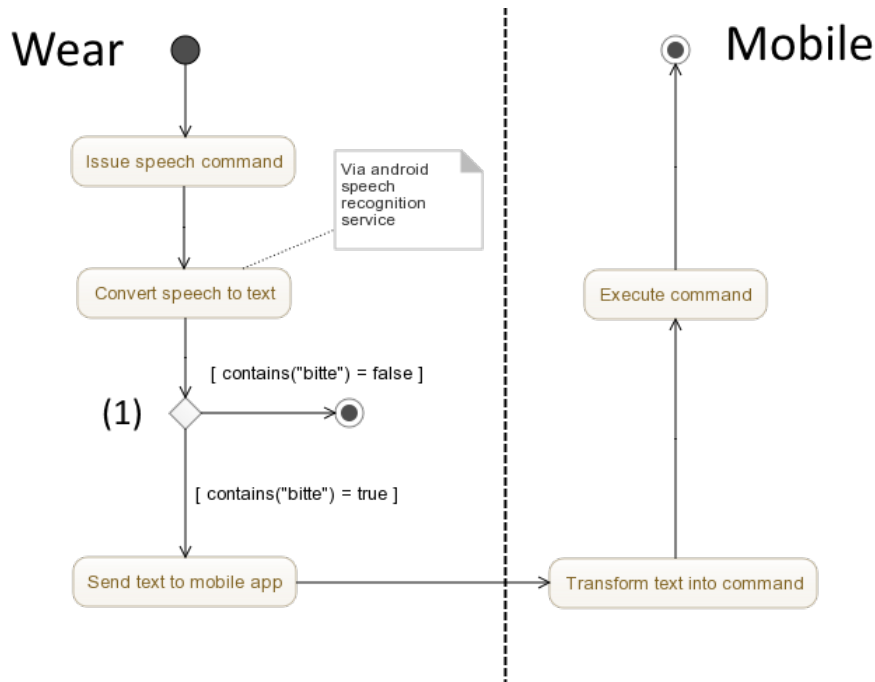 Wear
Mobile
Issue speech command
Via android
speech
recognition
service
Convert speech to text
Execute command
[ contains("bitte") = false ]
(1)
[ contains("bitte") = true ]
Send text to mobile app
Transform text into command